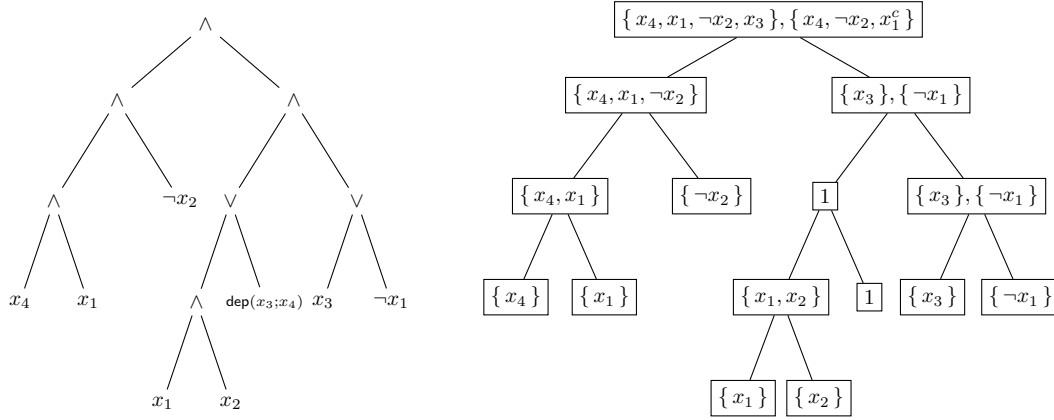 ∧
{ x₄, x₁, ¬x₂, x₃ }, { x₄, ¬x₂, x₁ᶜ }
∧ ∧
{ x₄, x₁, ¬x₂ } { x₃ }, { ¬x₁ }
∧ ¬x₂ ∨ ∨
{ x₄, x₁ } { ¬x₂ } 1 { x₃ }, { ¬x₁ }
x₄ x₁ ∧ dep(x₃;x₄) x₃ ¬x₁
{ x₄ } { x₁ } { x₁, x₂ } 1 { x₃ } { ¬x₁ }
x₁ x₂
{ x₁ } { x₂ }